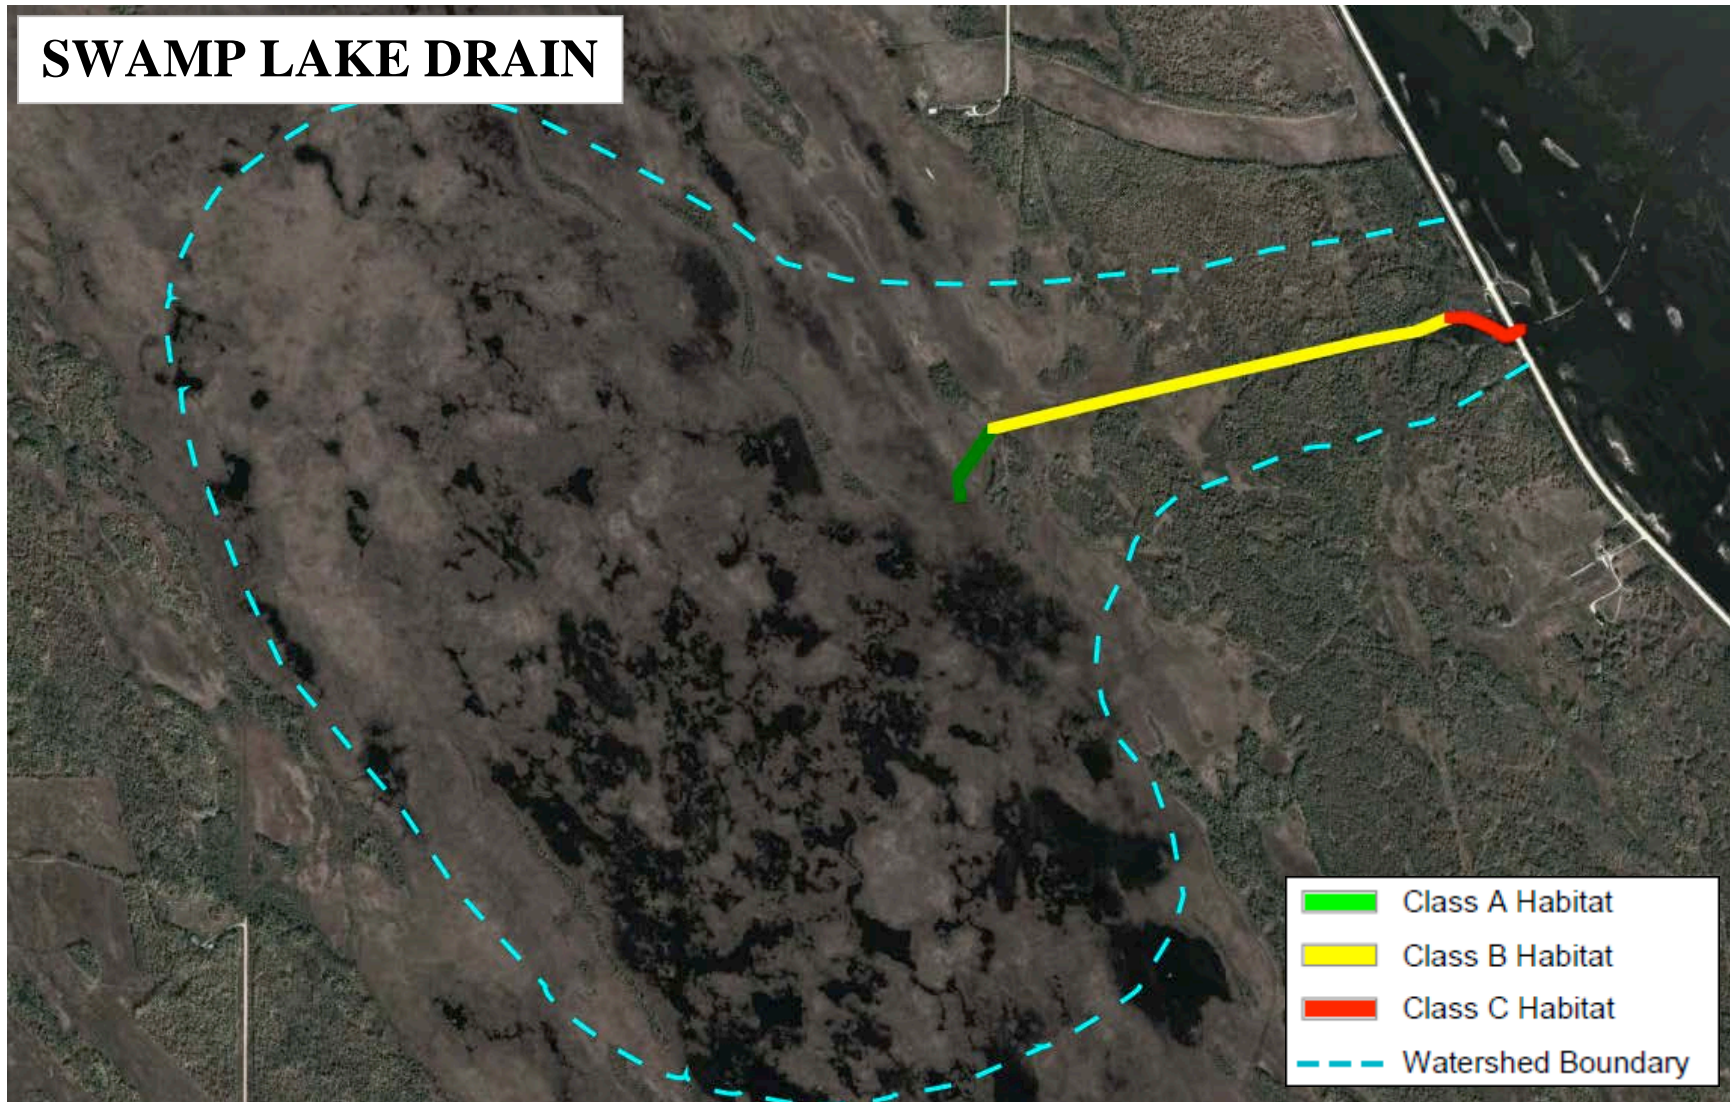 SWAMP LAKE DRAIN
Class A Habitat
Class B Habitat
Class C Habitat
Watershed Boundary